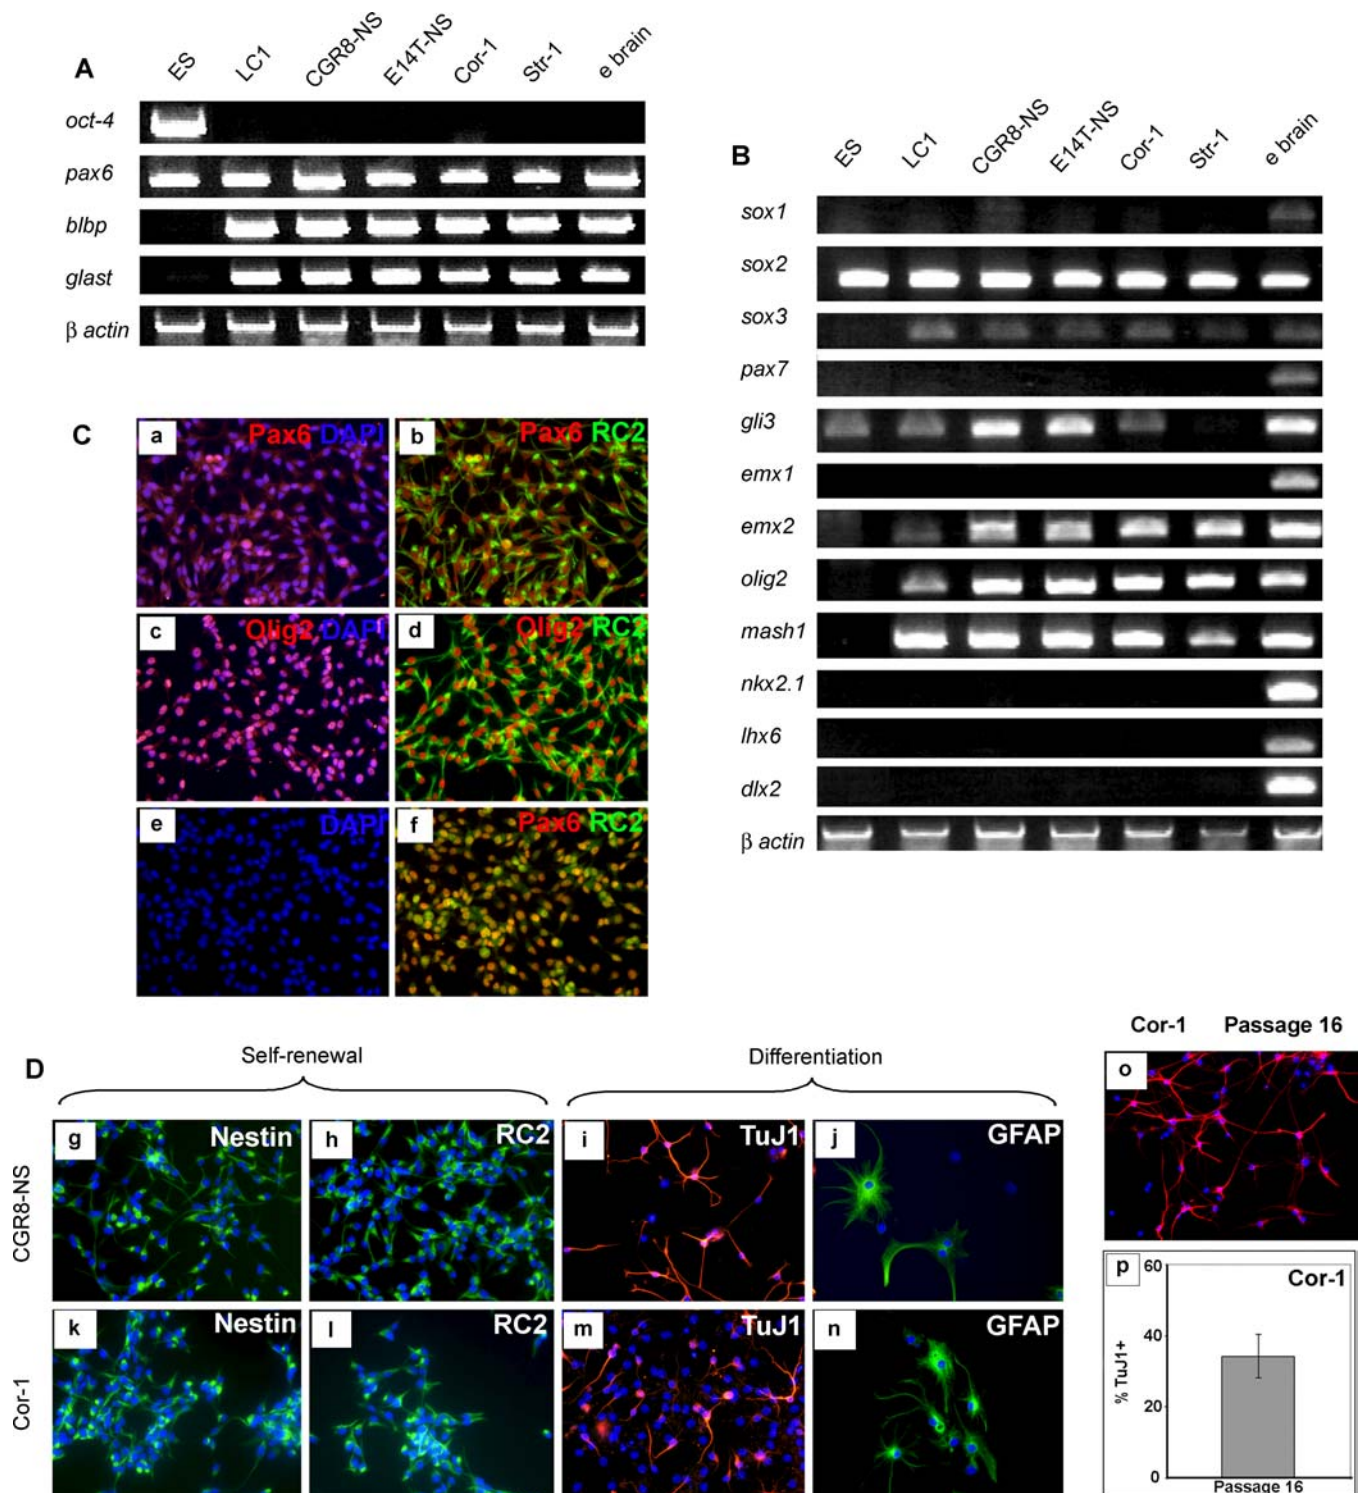 A
ES LC1 CGR8-NS E14T-NS Cor-1 Str-1 e brain
oct-4
pax6
blbp
glast
β actin
B
ES LC1 CGR8-NS E14T-NS Cor-1 Str-1 e brain
sox1
sox2
sox3
pax7
gli3
emx1
emx2
olig2
mash1
nkx2.1
lhx6
dlx2
β actin
C
a Pax6 DAPI
b Pax6 RC2
c Olig2 DAPI
d Olig2 RC2
e DAPI
f Pax6 RC2
D
Self-renewal Differentiation
CGR8-NS
g Nestin
h RC2
i TuJ1
j GFAP
Cor-1
k Nestin
l RC2
m TuJ1
n GFAP
Cor-1 Passage 16
o
p
Cor-1
% TuJ1+
60
40
20
0
Passage 16